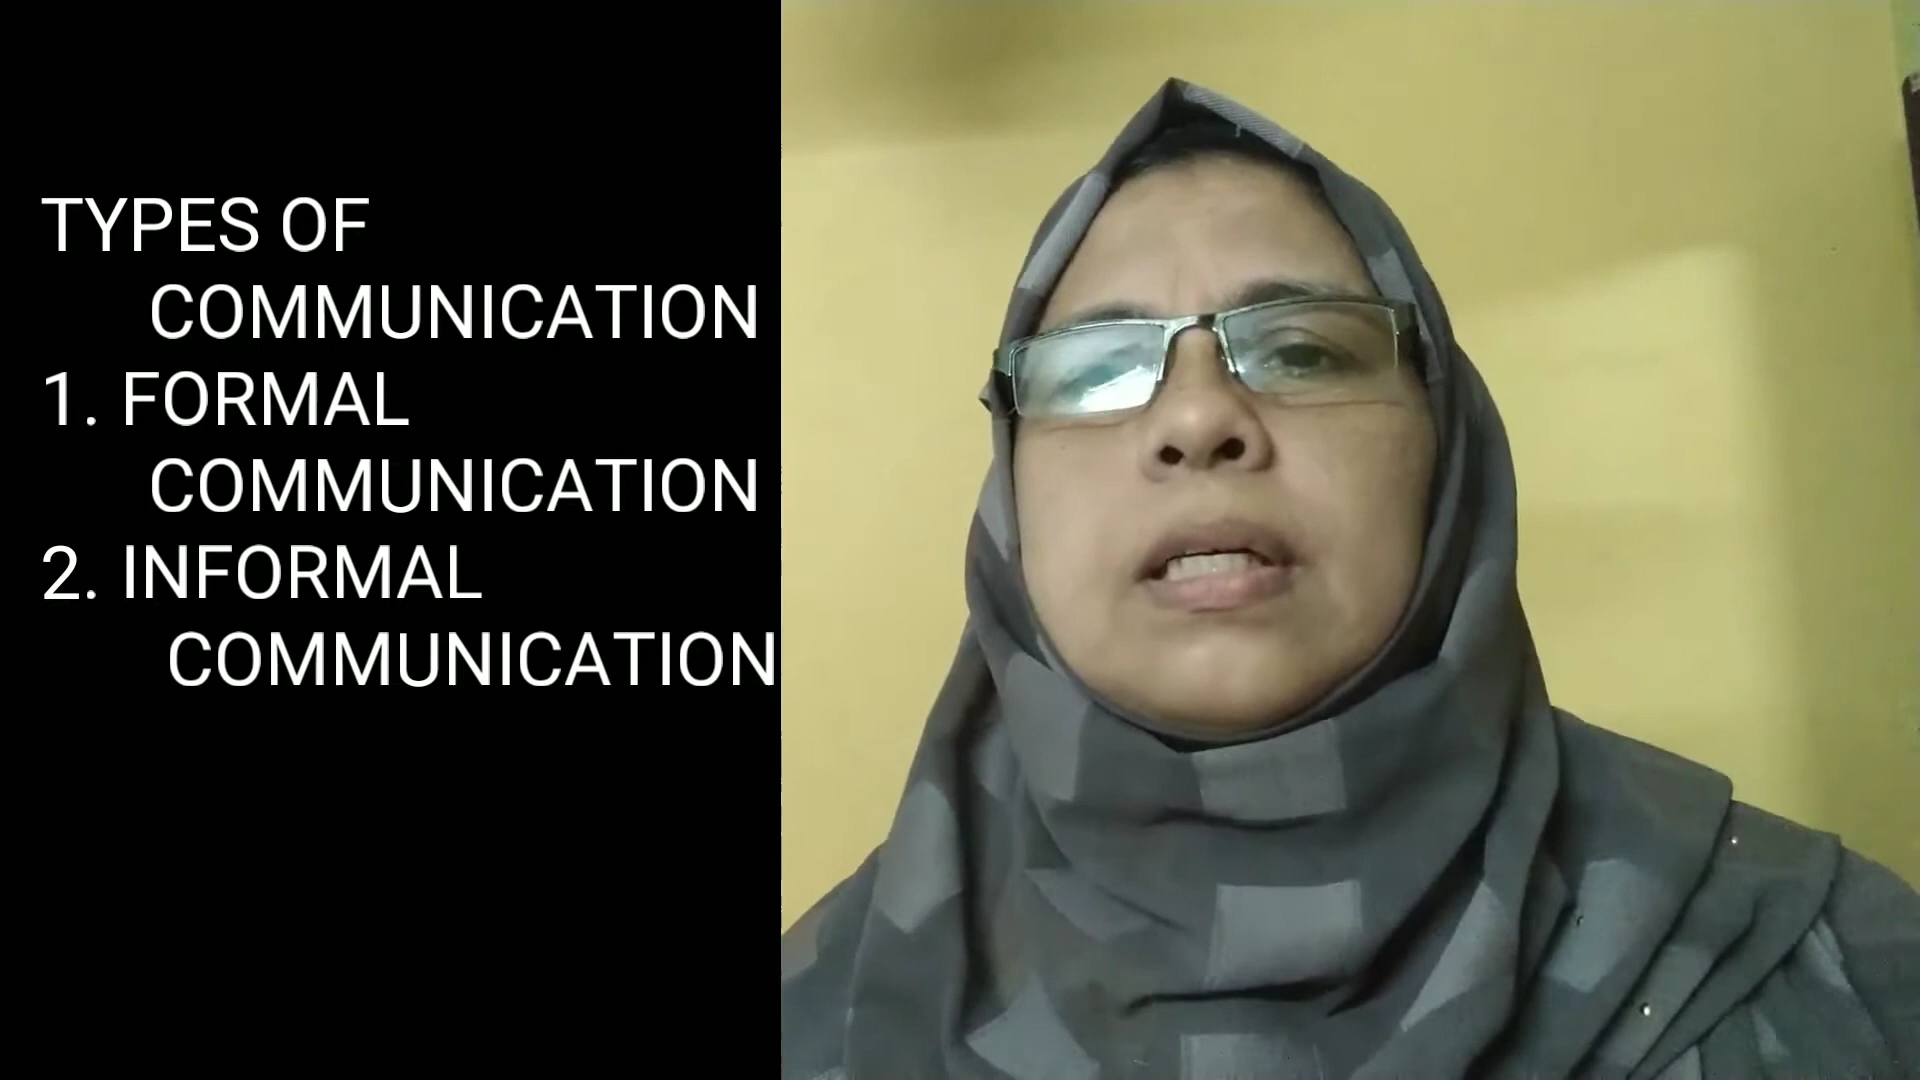 TYPES OF
COMMUNICATION
1. FORMAL
COMMUNICATION
2. INFORMAL
COMMUNICATION